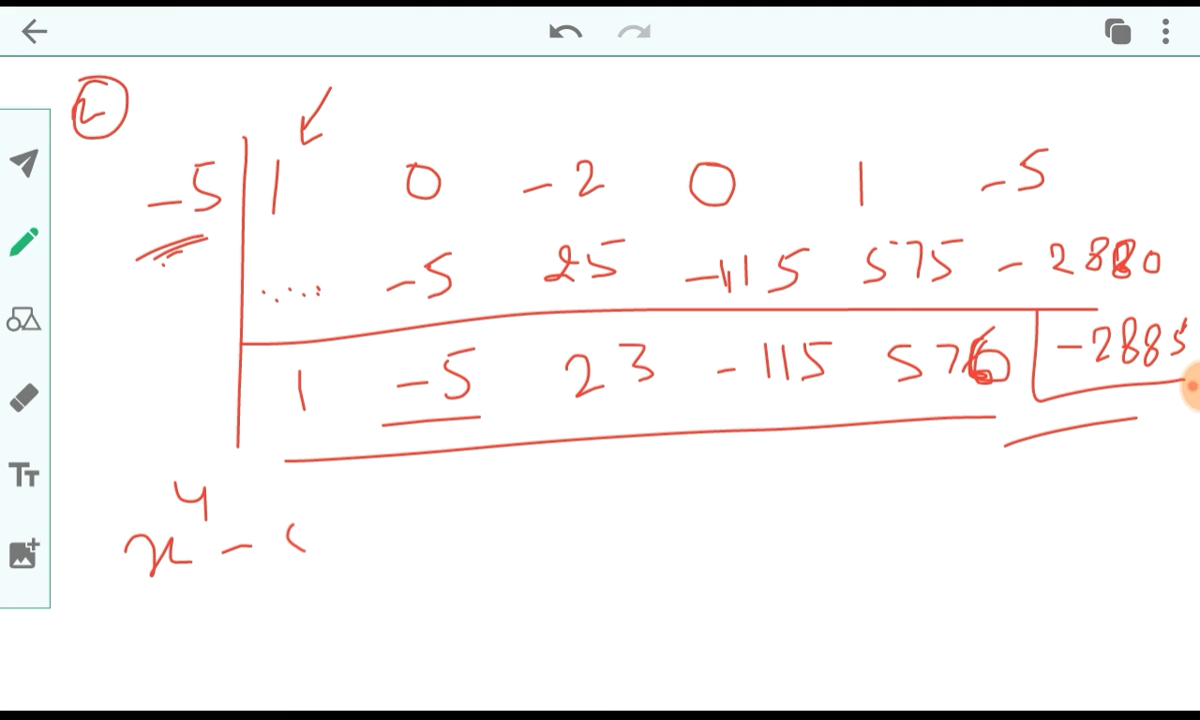 2
-5 | 1 0 -2 0 1 -5
..... -5 25 -115 575 -2880
1 -5 23 -115 576 | -2885
x⁴ -
TT